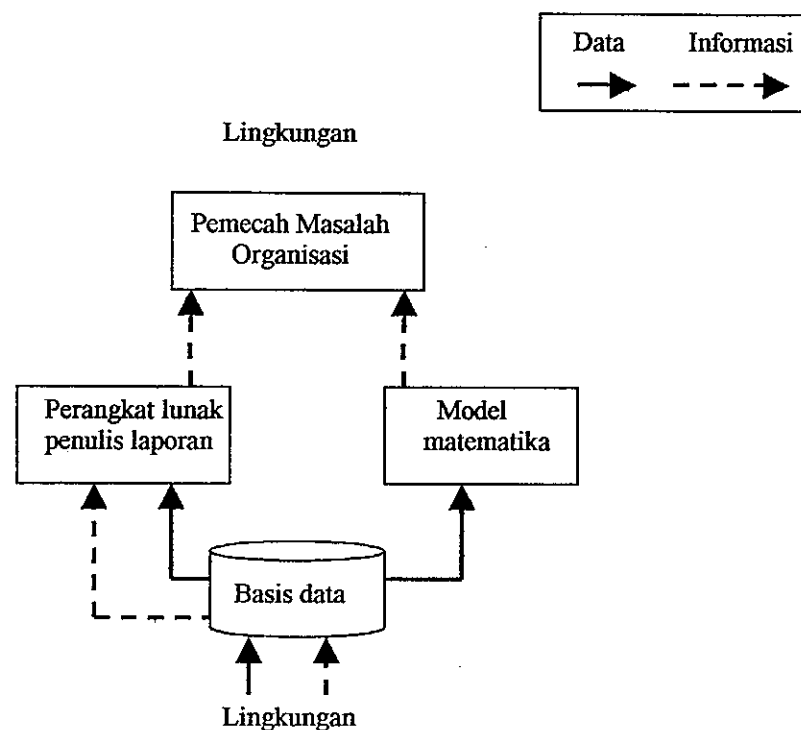 Data Informasi
Lingkungan
Pemecah Masalah
Organisasi
Perangkat lunak
penulis laporan
Model
matematika
Basis data
Lingkungan